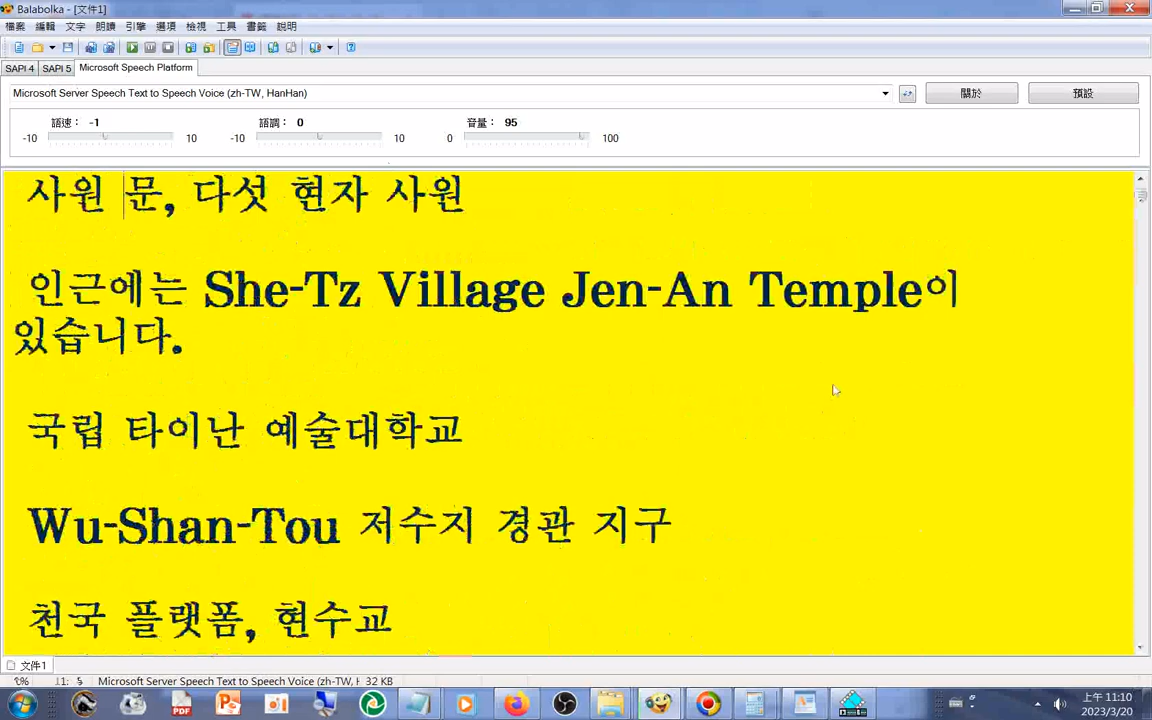 Balabolka - [文件1]
檔案 編輯 文字 朗讀 引擎 選項 檢視 工具 書籤 說明
SAPI 4 SAPI 5 Microsoft Speech Platform
Microsoft Server Speech Text to Speech Voice (zh-TW, HanHan) 關於 預設
語速： -1 語調： 0 音量： 95
-10 10 -10 10 0 100
사원 문, 다섯 현자 사원
인근에는 She-Tz Village Jen-An Temple이
있습니다.
국립 타이난 예술대학교
Wu-Shan-Tou 저수지 경관 지구
천국 플랫폼, 현수교
文件1
Microsoft Server Speech Text to Speech Voice (zh-TW, 32 KB
上午 11:10
2023/3/20